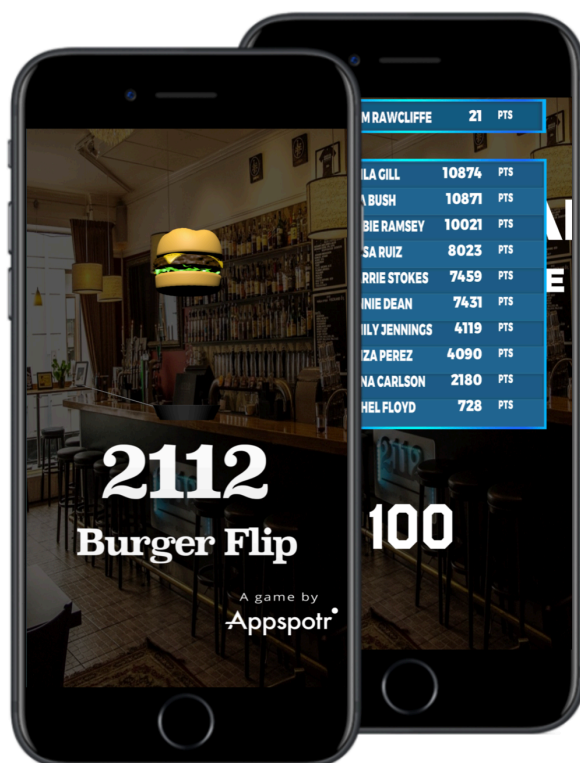 2112
Burger Flip
A game by
Appspotr
M RAWCLIFFE 21 PTS
LA GILL 10874 PTS
A BUSH 10871 PTS
BIE RAMSEY 10021 PTS
SA RUIZ 8023 PTS
RRIE STOKES 7459 PTS
NIE DEAN 7431 PTS
ILY JENNINGS 4119 PTS
ZA PEREZ 4090 PTS
NA CARLSON 2180 PTS
HEL FLOYD 728 PTS
E
2112
100